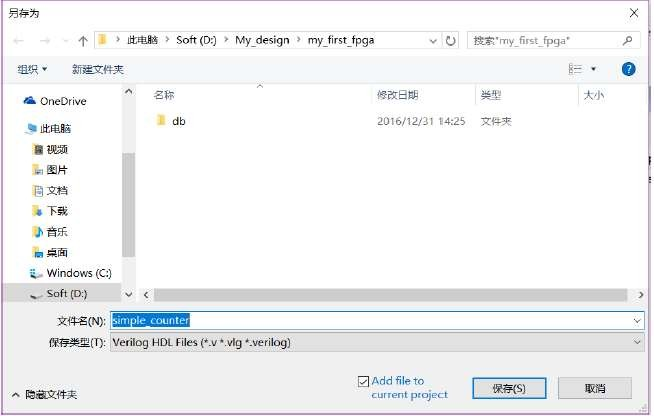 另存为
此电脑 Soft (D:) My_design my_first_fpga 搜索"my_first_fpga"
组织 新建文件夹
名称 修改日期 类型 大小
OneDrive
db 2016/12/31 14:25 文件夹
此电脑
视频
图片
文档
下载
音乐
桌面
Windows (C:)
Soft (D:)
文件名(N): simple_counter
保存类型(T): Verilog HDL Files (*.v *.vlg *.verilog)
Add file to
current project
保存(S) 取消
隐藏文件夹